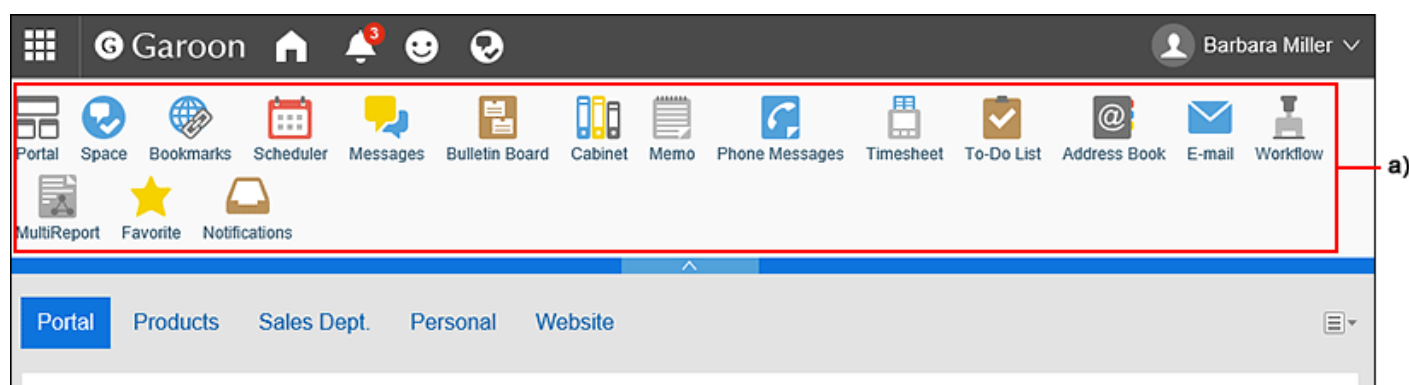 G Garoon 3 Barbara Miller
Portal Space Bookmarks Scheduler Messages Bulletin Board Cabinet Memo Phone Messages Timesheet To-Do List Address Book E-mail Workflow
a)
MultiReport Favorite Notifications
Portal Products Sales Dept. Personal Website